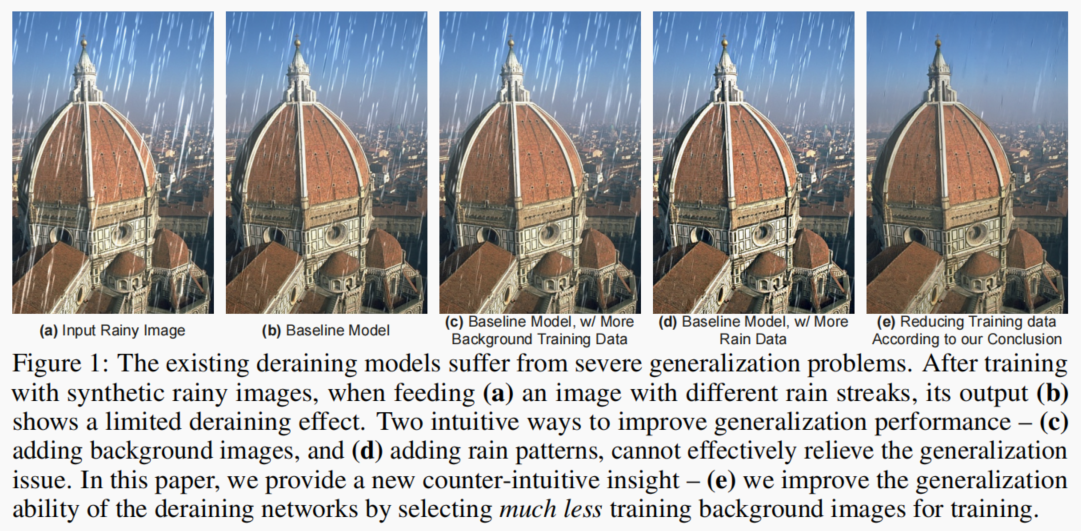 (a) Input Rainy Image
(b) Baseline Model
(c) Baseline Model, w/ More
Background Training Data
(d) Baseline Model, w/ More
Rain Data
(e) Reducing Training data
According to our Conclusion
Figure 1: The existing deraining models suffer from severe generalization problems. After training
with synthetic rainy images, when feeding (a) an image with different rain streaks, its output (b)
shows a limited deraining effect. Two intuitive ways to improve generalization performance – (c)
adding background images, and (d) adding rain patterns, cannot effectively relieve the generalization
issue. In this paper, we provide a new counter-intuitive insight – (e) we improve the generalization
ability of the deraining networks by selecting much less training background images for training.